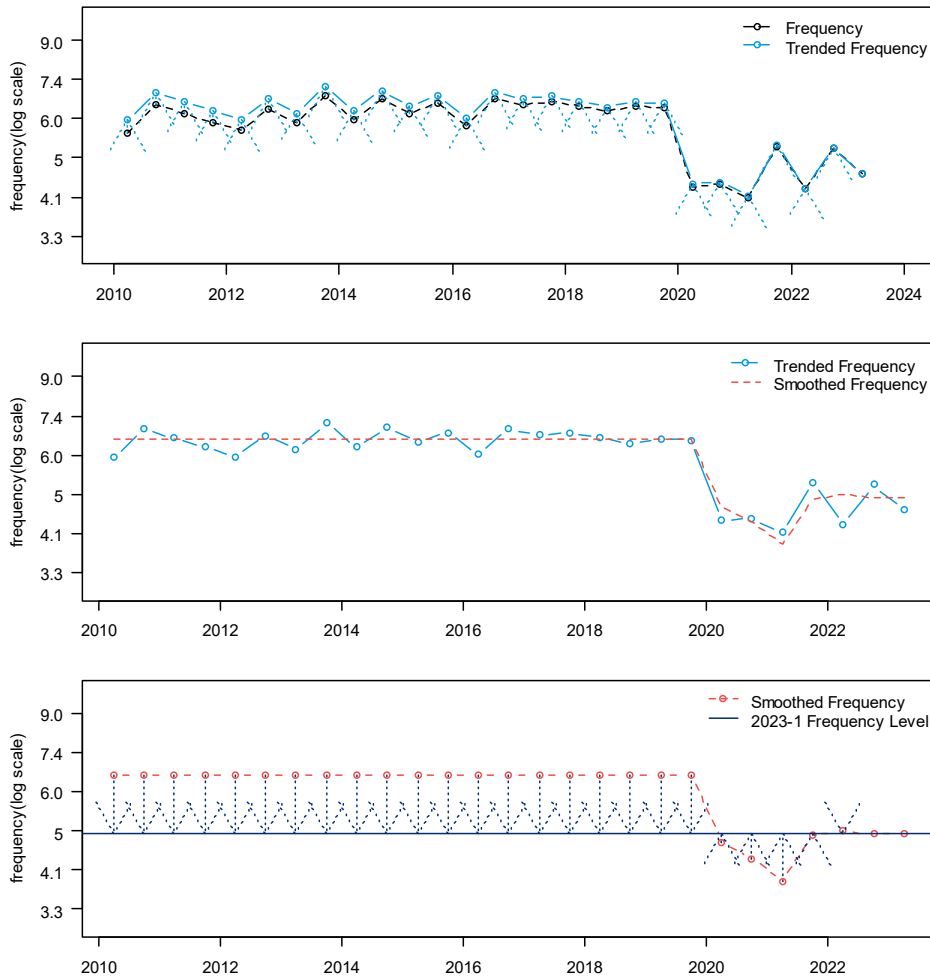 frequency(log scale)
9.0
7.4
6.0
5
4.1
3.3
Frequency
Trended Frequency
2010 2012 2014 2016 2018 2020 2022 2024
frequency(log scale)
9.0
7.4
6.0
5
4.1
3.3
Trended Frequency
Smoothed Frequency
2010 2012 2014 2016 2018 2020 2022
frequency(log scale)
9.0
7.4
6.0
5
4.1
3.3
Smoothed Frequency
2023-1 Frequency Level
2010 2012 2014 2016 2018 2020 2022